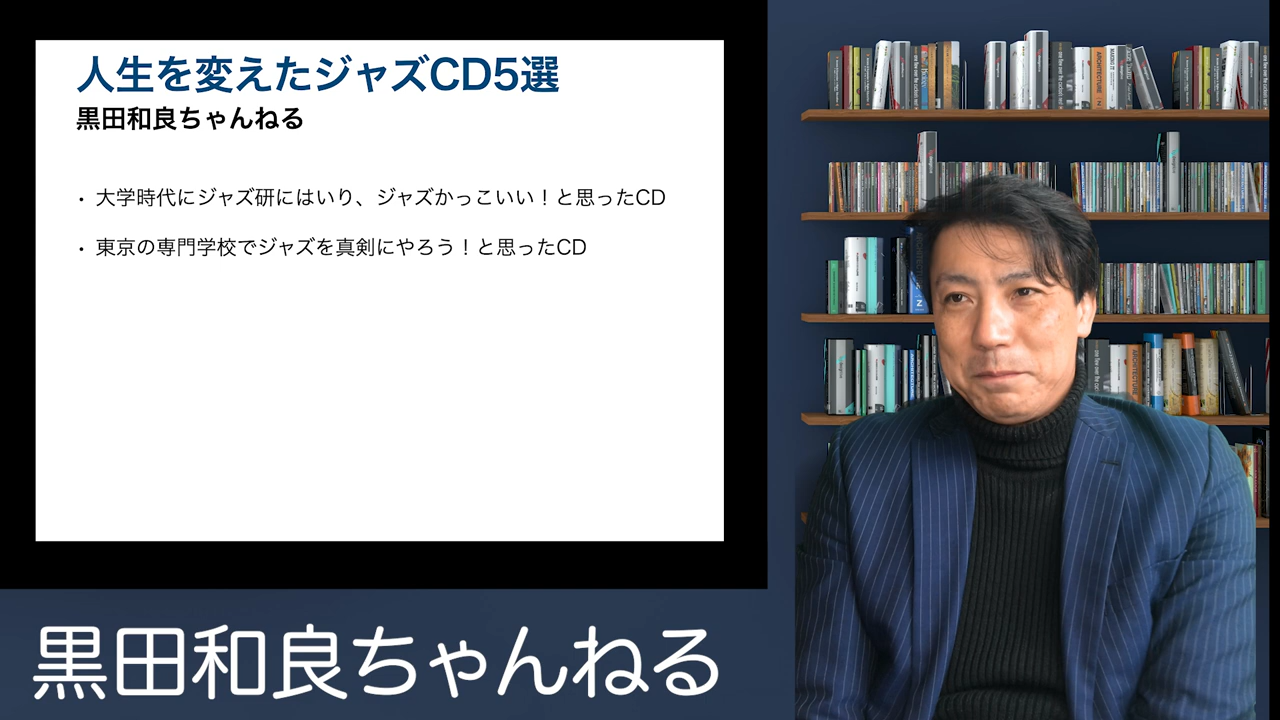 人生を変えたジャズCD5選
黒田和良ちゃんねる
・大学時代にジャズ研にはいり、ジャズかっこいい！と思ったCD
・東京の専門学校でジャズを真剣にやろう！と思ったCD
黒田和良ちゃんねる